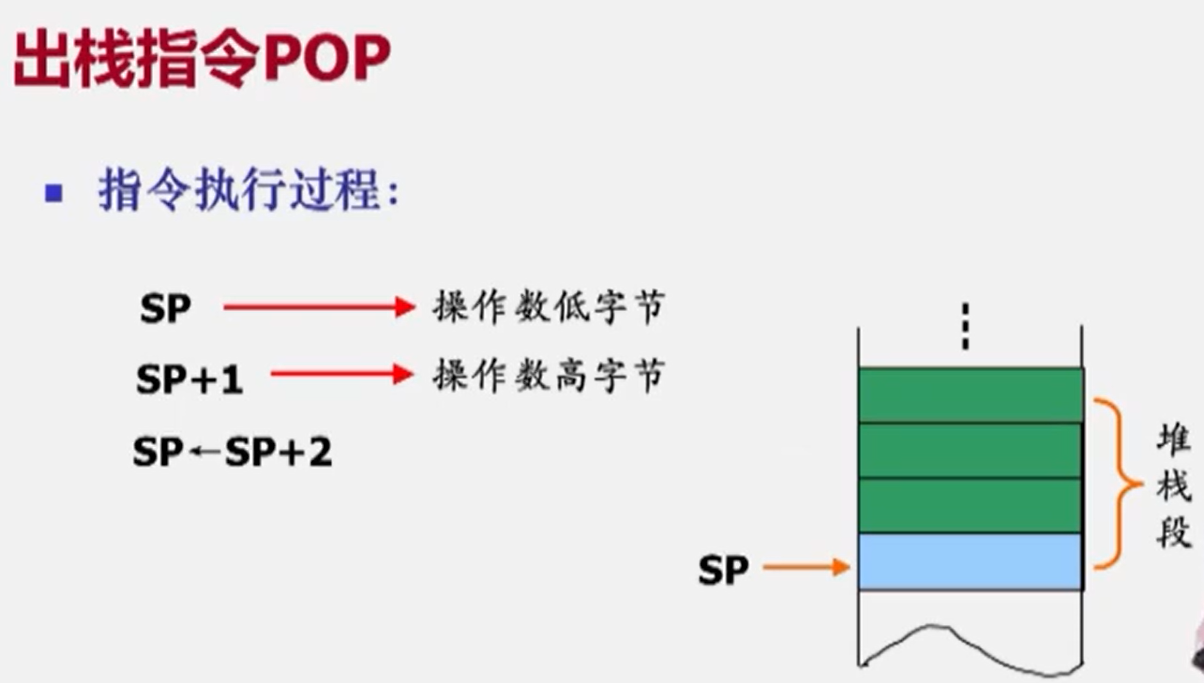 出栈指令POP
指令执行过程：
SP 操作数低字节
SP+1 操作数高字节
SP←SP+2
SP
堆栈段